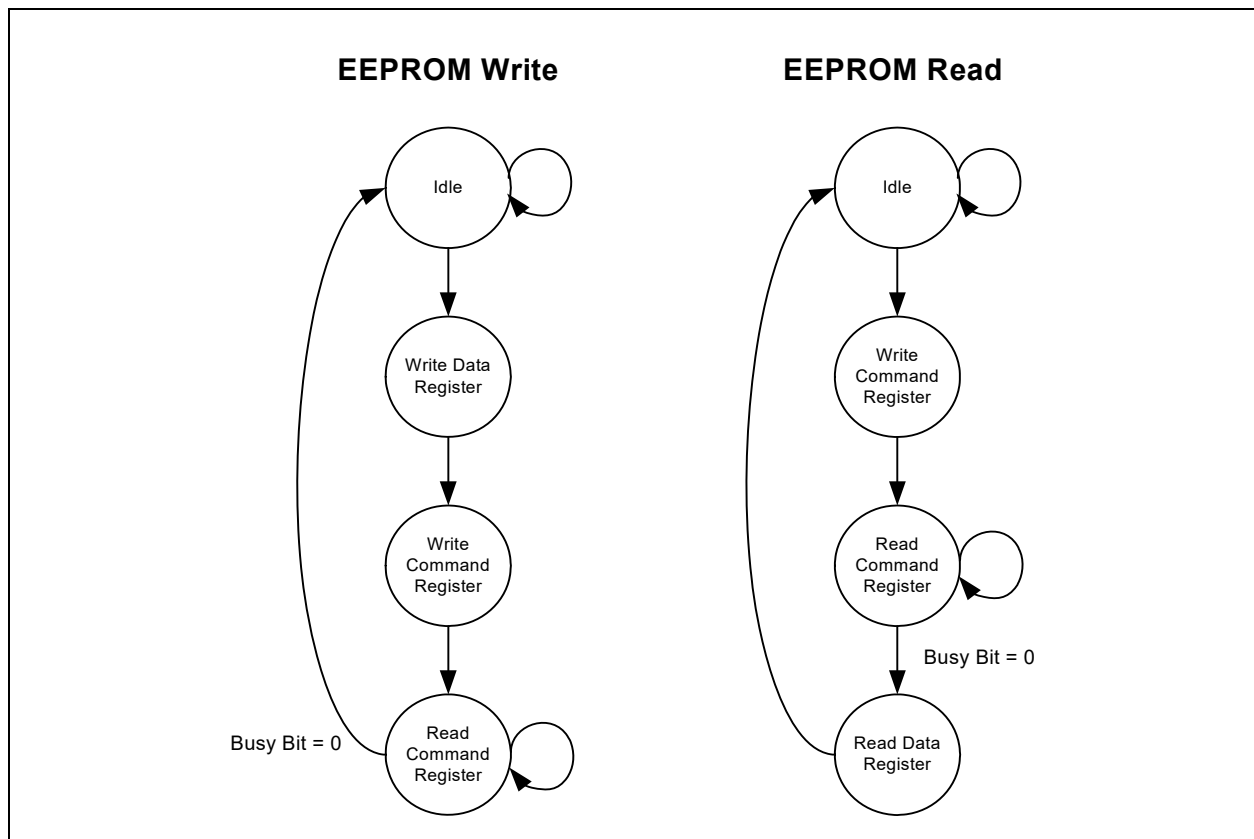 EEPROM Write
Idle
Write Data
Register
Write
Command
Register
Read
Command
Register
Busy Bit = 0
EEPROM Read
Idle
Write
Command
Register
Read
Command
Register
Busy Bit = 0
Read Data
Register